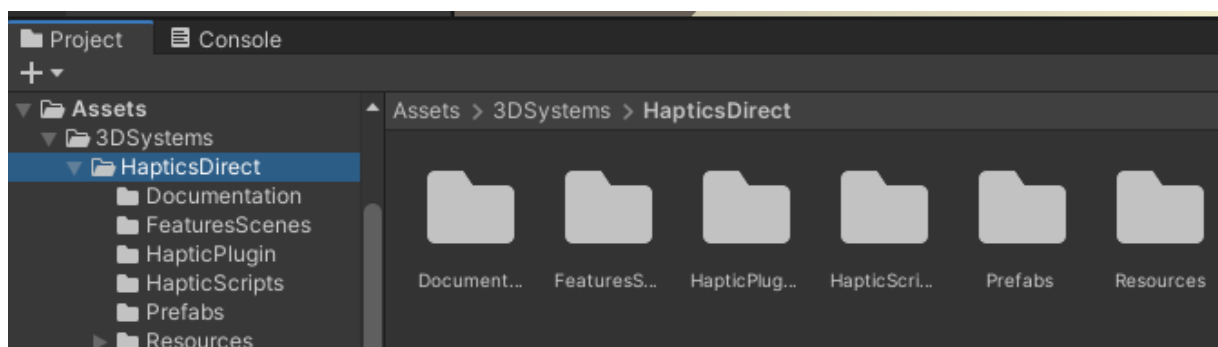 Project Console
Assets
3DSystems
HapticsDirect
Documentation
FeaturesScenes
HapticPlugin
HapticScripts
Prefabs
Resources
Assets > 3DSystems > HapticsDirect
Document... FeaturesS... HapticPlug... HapticScri... Prefabs Resources